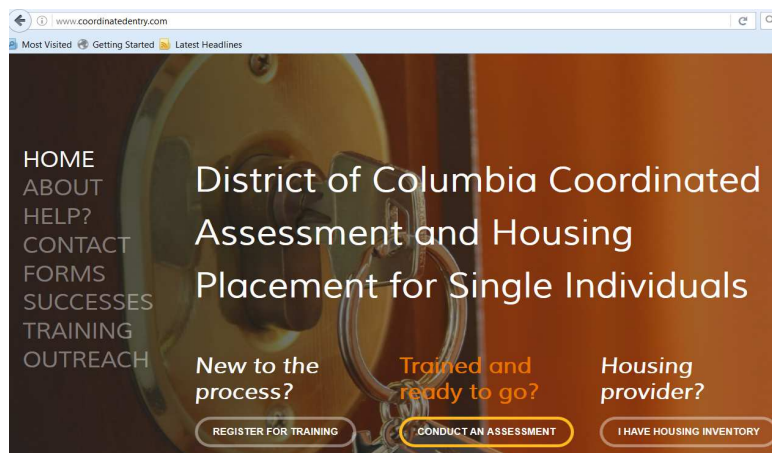 www.coordinatedentry.com
Most Visited Getting Started Latest Headlines
HOME
ABOUT
HELP?
CONTACT
FORMS
SUCCESSES
TRAINING
OUTREACH
District of Columbia Coordinated
Assessment and Housing
Placement for Single Individuals
New to the
process?
REGISTER FOR TRAINING
Trained and
ready to go?
CONDUCT AN ASSESSMENT
Housing
provider?
I HAVE HOUSING INVENTORY